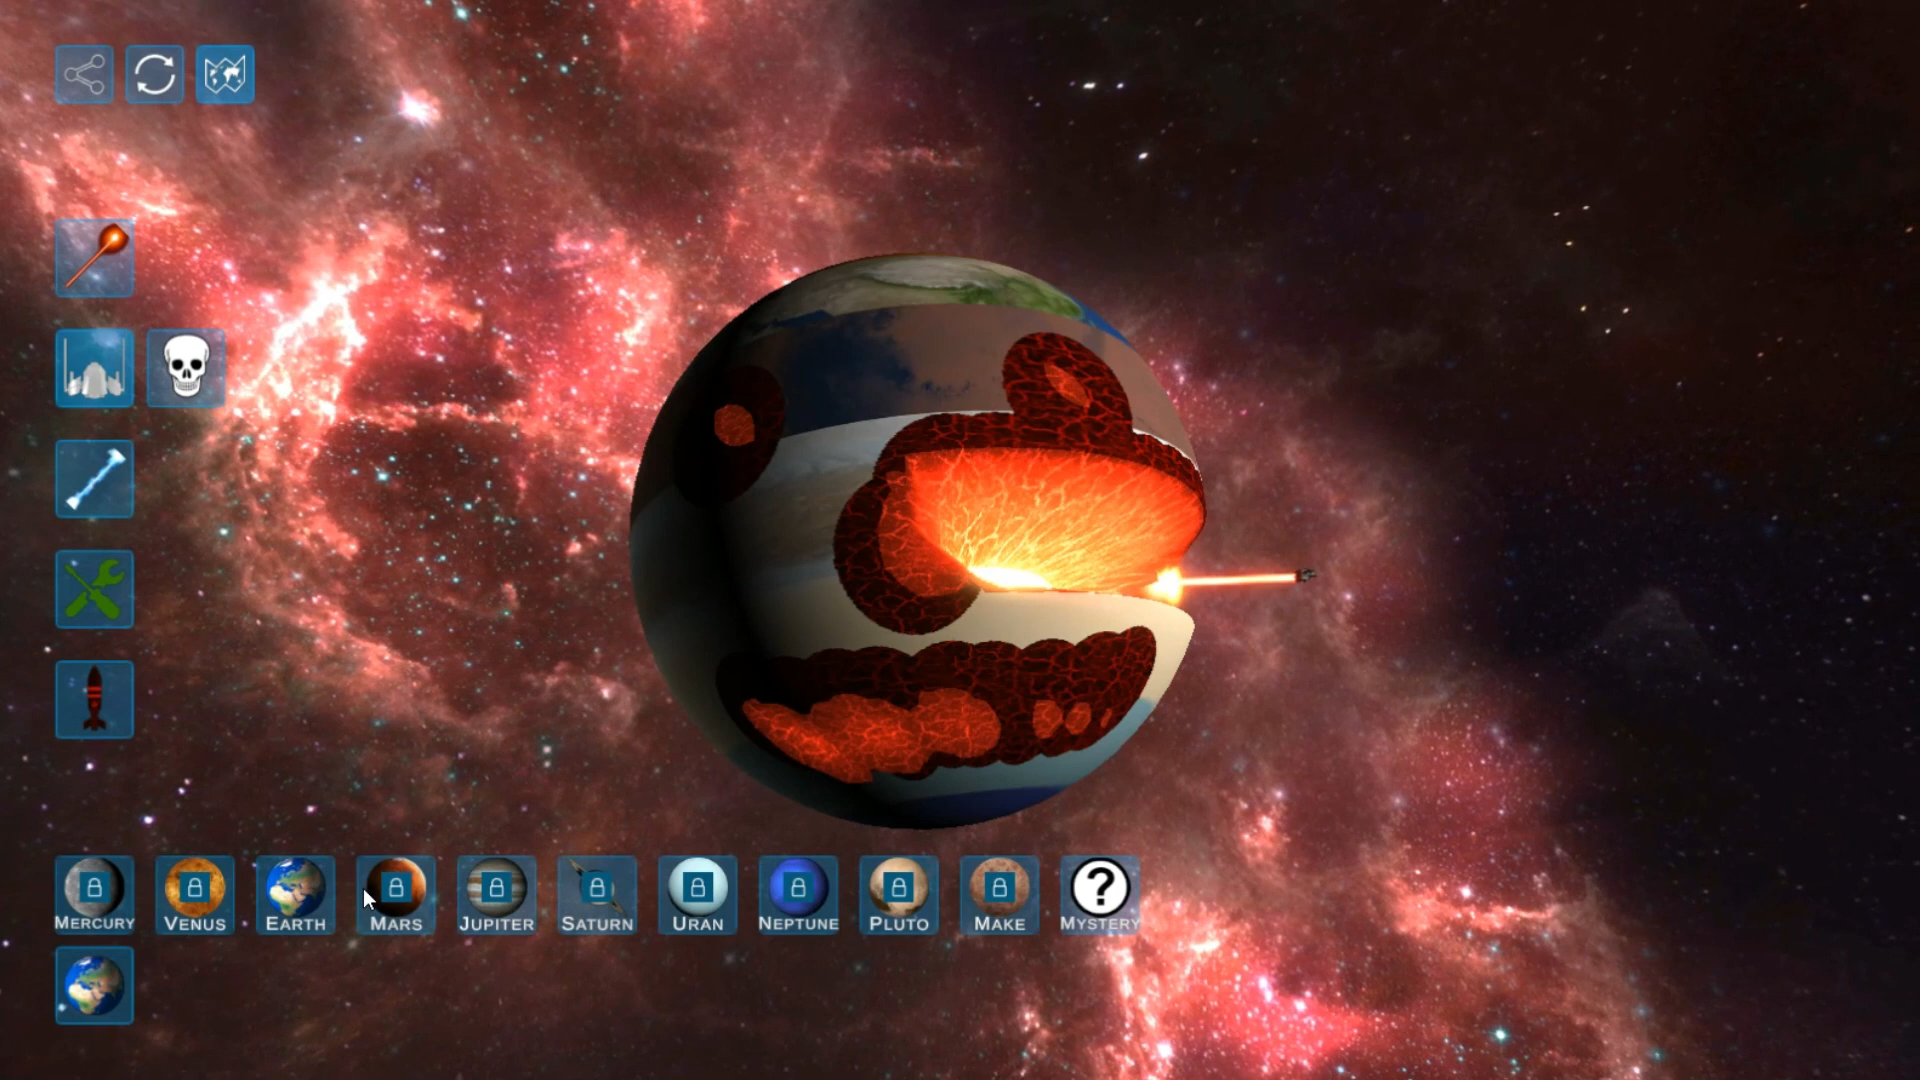 MERCURY
VENUS
EARTH
MARS
JUPITER
SATURN
URAN
NEPTUNE
PLUTO
MAKE
?
MYSTERY